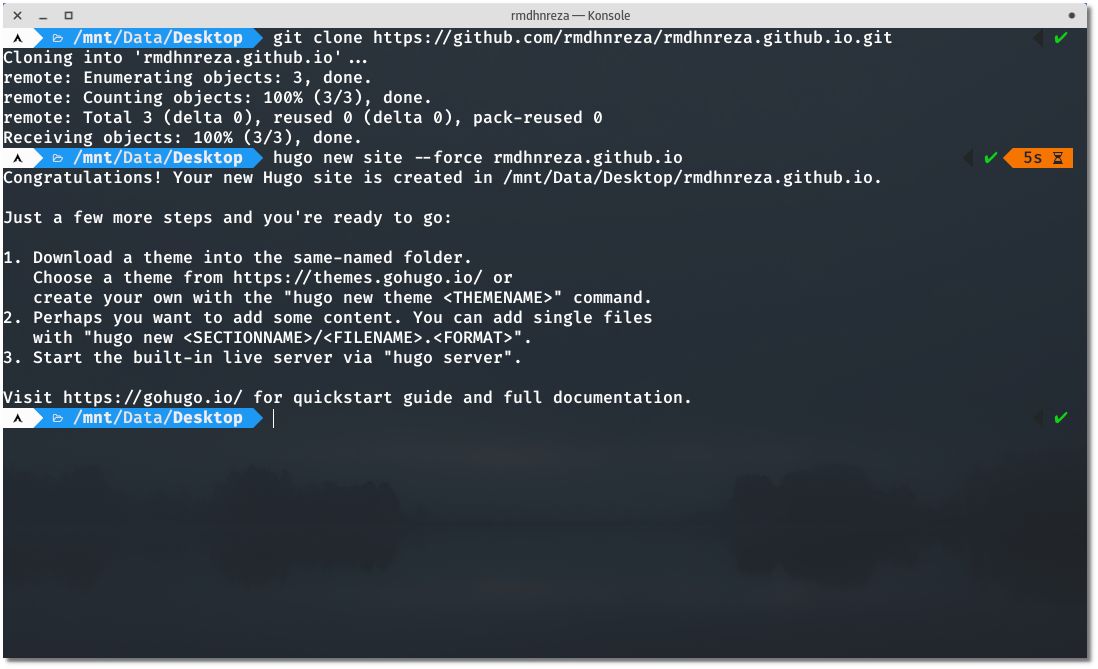 rmdhnreza — Konsole
/mnt/Data/Desktop git clone https://github.com/rmdhnreza/rmdhnreza.github.io.git ✔
Cloning into 'rmdhnreza.github.io'...
remote: Enumerating objects: 3, done.
remote: Counting objects: 100% (3/3), done.
remote: Total 3 (delta 0), reused 0 (delta 0), pack-reused 0
Receiving objects: 100% (3/3), done.
/mnt/Data/Desktop hugo new site --force rmdhnreza.github.io ✔ 5s
Congratulations! Your new Hugo site is created in /mnt/Data/Desktop/rmdhnreza.github.io.
Just a few more steps and you're ready to go:
1. Download a theme into the same-named folder.
Choose a theme from https://themes.gohugo.io/ or
create your own with the "hugo new theme <THEMENAME>" command.
2. Perhaps you want to add some content. You can add single files
with "hugo new <SECTIONNAME>/<FILENAME>.<FORMAT>".
3. Start the built-in live server via "hugo server".
Visit https://gohugo.io/ for quickstart guide and full documentation.
/mnt/Data/Desktop ✔